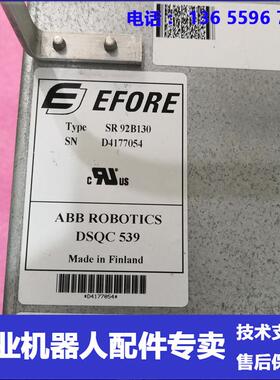 电话： 136 5596
EFORE
Type SR 92B130
SN D4177054
C UL US
ABB ROBOTICS
DSQC 539
Made in Finland
*D4177054*
业机器人配件专卖
技术支
售后保